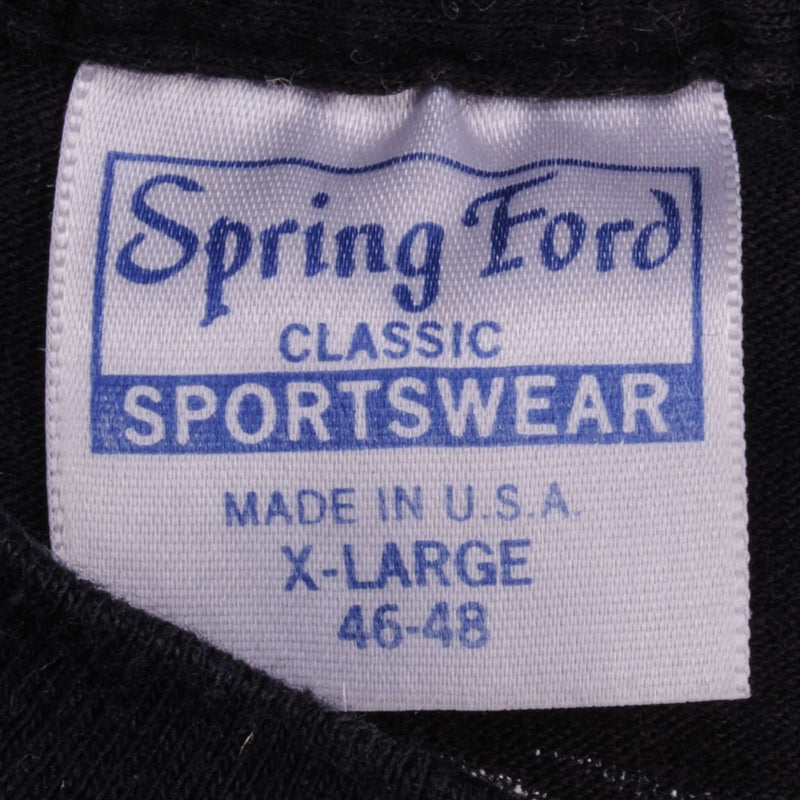 Spring Ford
CLASSIC
SPORTSWEAR
MADE IN U.S.A.
X-LARGE
46-48